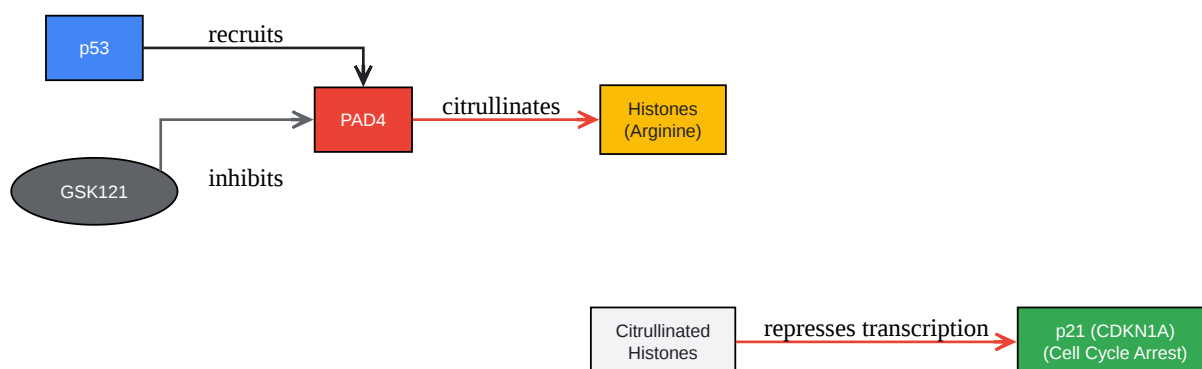 p53
recruits
PAD4
citrullinates
Histones
(Arginine)
GSK121
inhibits
Citrullinated
Histones
represses transcription
p21 (CDKN1A)
(Cell Cycle Arrest)